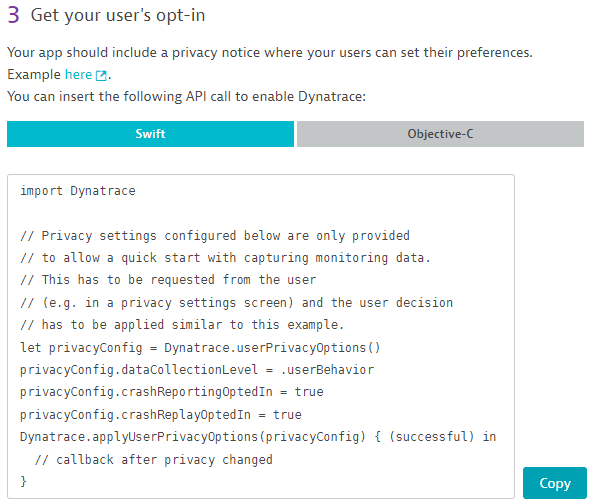 3 Get your user's opt-in
Your app should include a privacy notice where your users can set their preferences.
Example here.
You can insert the following API call to enable Dynatrace:
Swift
Objective-C
import Dynatrace
// Privacy settings configured below are only provided
// to allow a quick start with capturing monitoring data.
// This has to be requested from the user
// (e.g. in a privacy settings screen) and the user decision
// has to be applied similar to this example.
let privacyConfig = Dynatrace.userPrivacyOptions()
privacyConfig.dataCollectionLevel = .userBehavior
privacyConfig.crashReportingOptedIn = true
privacyConfig.crashReplayOptedIn = true
Dynatrace.applyUserPrivacyOptions(privacyConfig) { (successful) in
  // callback after privacy changed
}
Copy